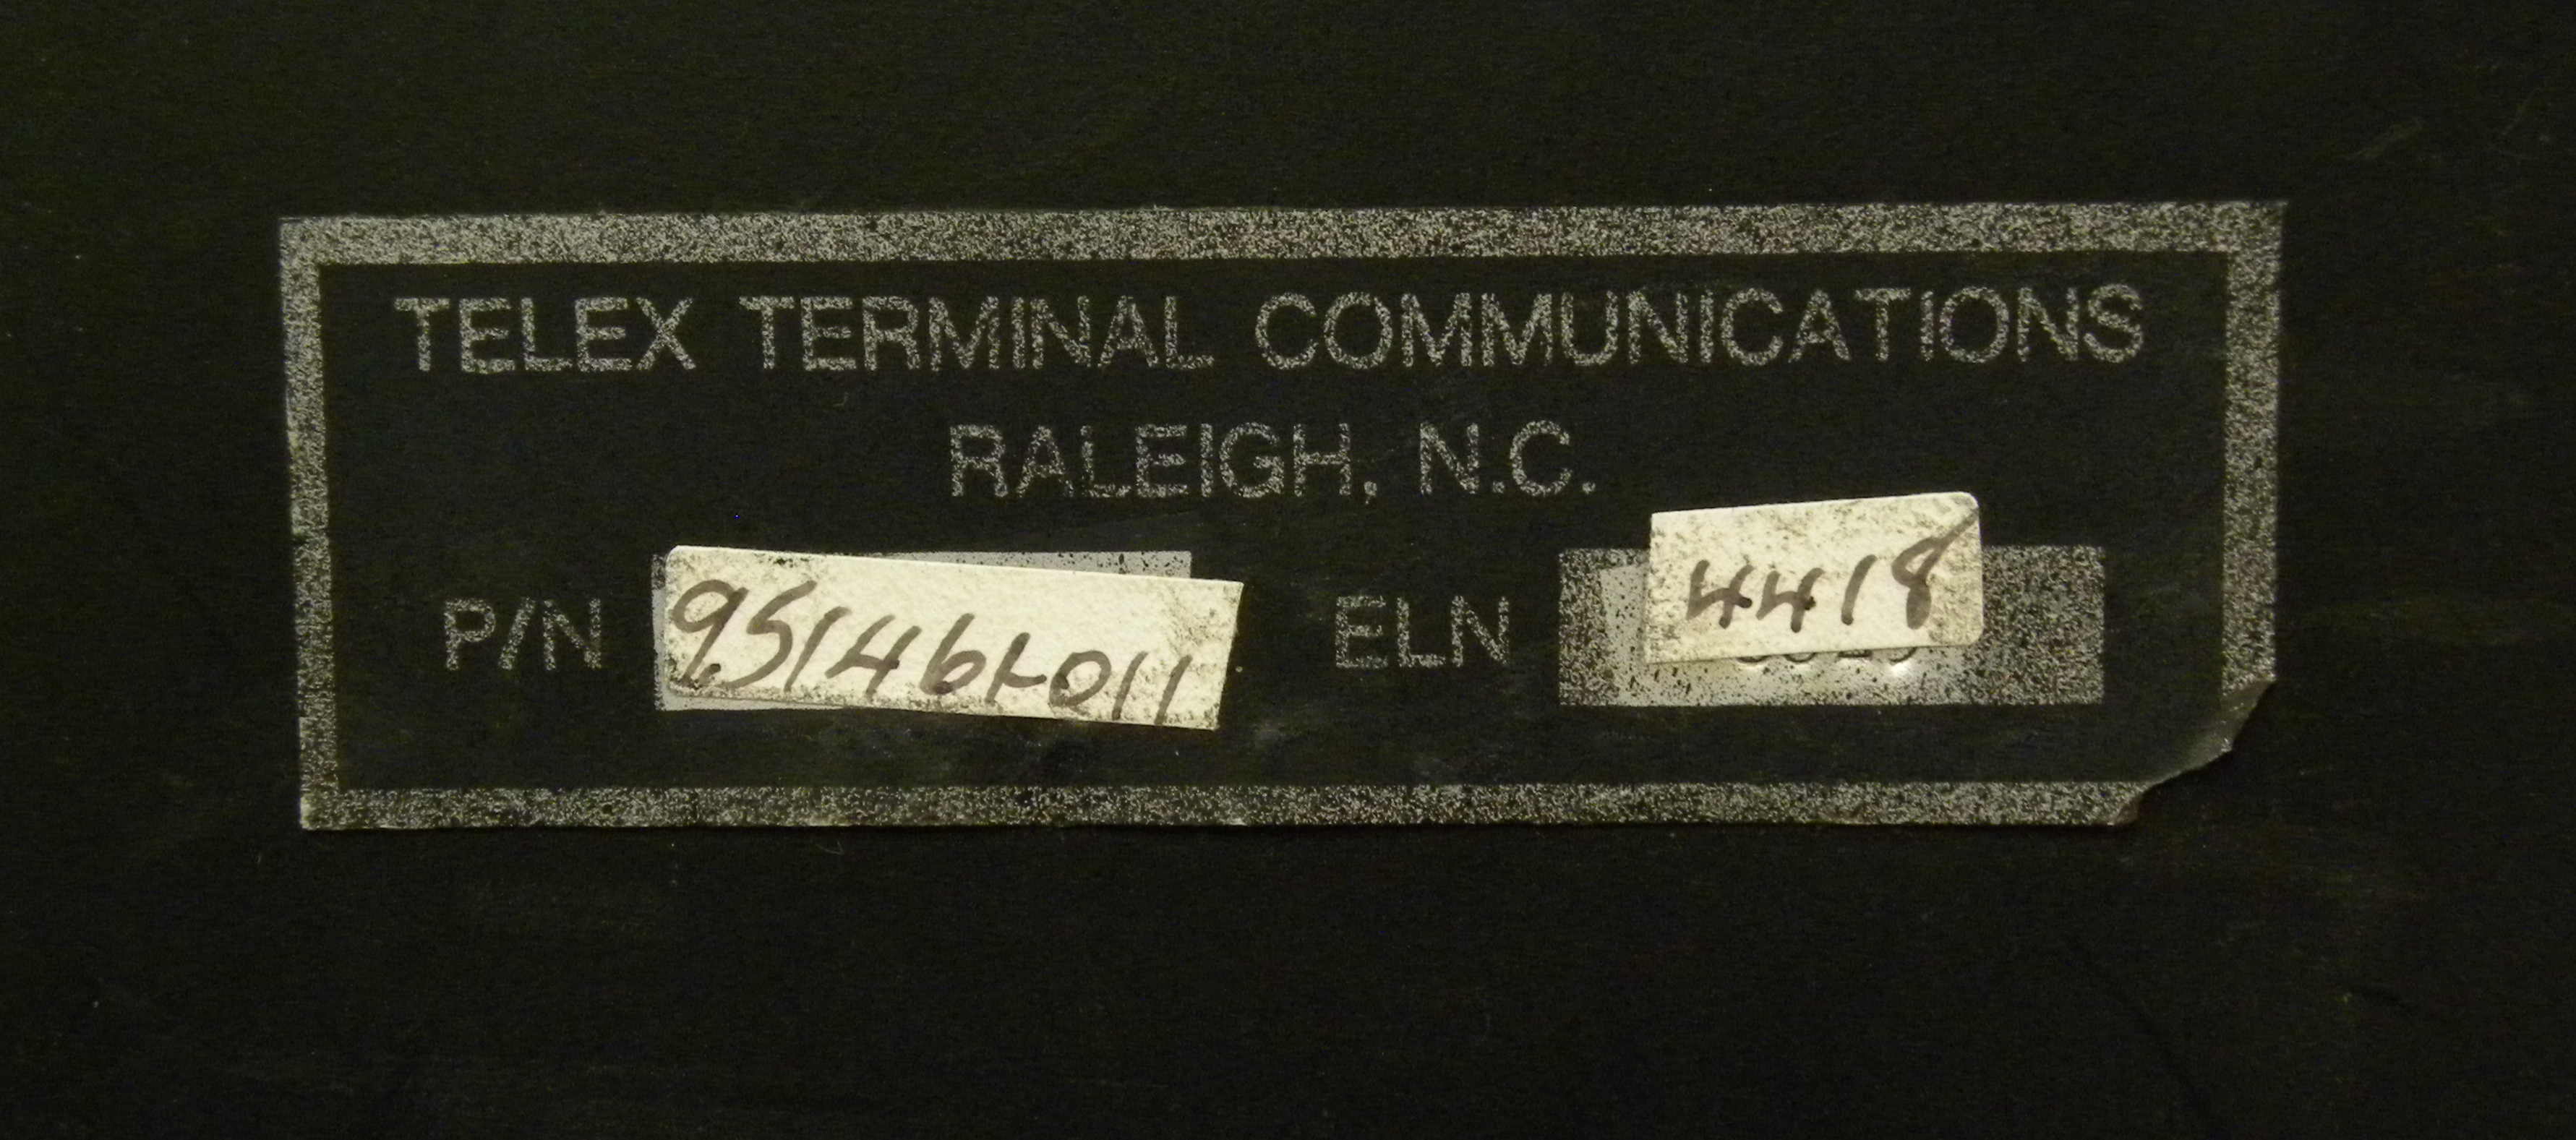 TELEX TERMINAL COMMUNICATIONS
RALEIGH, N.C.
P/N 951461-011 ELN 4418